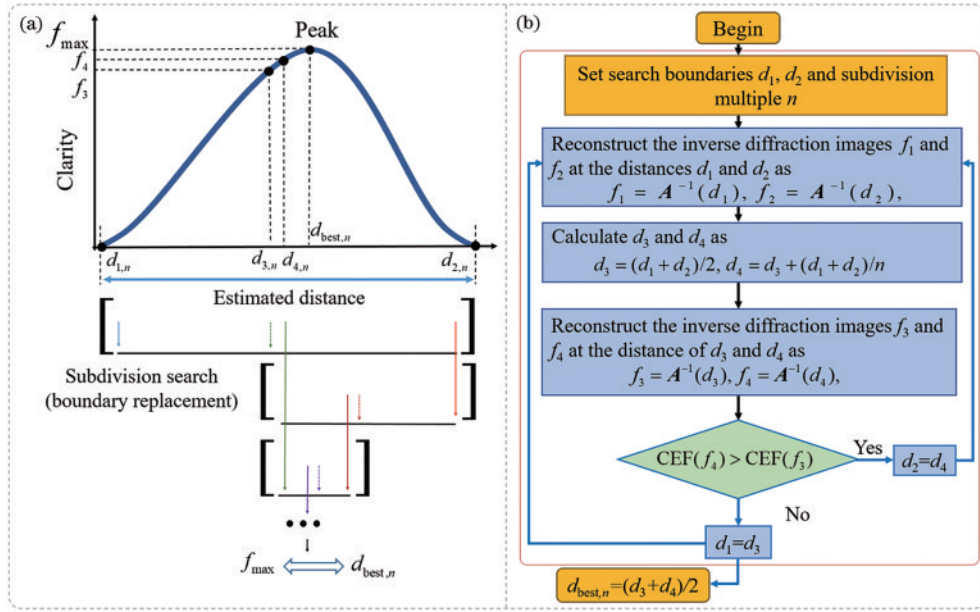 (a)
Peak
f_max
f_4
f_3
Clarity
d_best,n
d_1,n
d_3,n
d_4,n
d_2,n
Estimated distance
Subdivision search
(boundary replacement)
•••
f_max
d_best,n
(b)
Begin
Set search boundaries d_1, d_2 and subdivision
multiple n
Reconstruct the inverse diffraction images f_1 and
f_2 at the distances d_1 and d_2 as
f_1 = A^-1(d_1), f_2 = A^-1(d_2),
Calculate d_3 and d_4 as
d_3=(d_1+d_2)/2, d_4=d_3+(d_1+d_2)/n
Reconstruct the inverse diffraction images f_3 and
f_4 at the distance of d_3 and d_4 as
f_3=A^-1(d_3), f_4=A^-1(d_4),
CEF(f_4)>CEF(f_3)
Yes
d_2=d_4
No
d_1=d_3
d_best,n=(d_3+d_4)/2